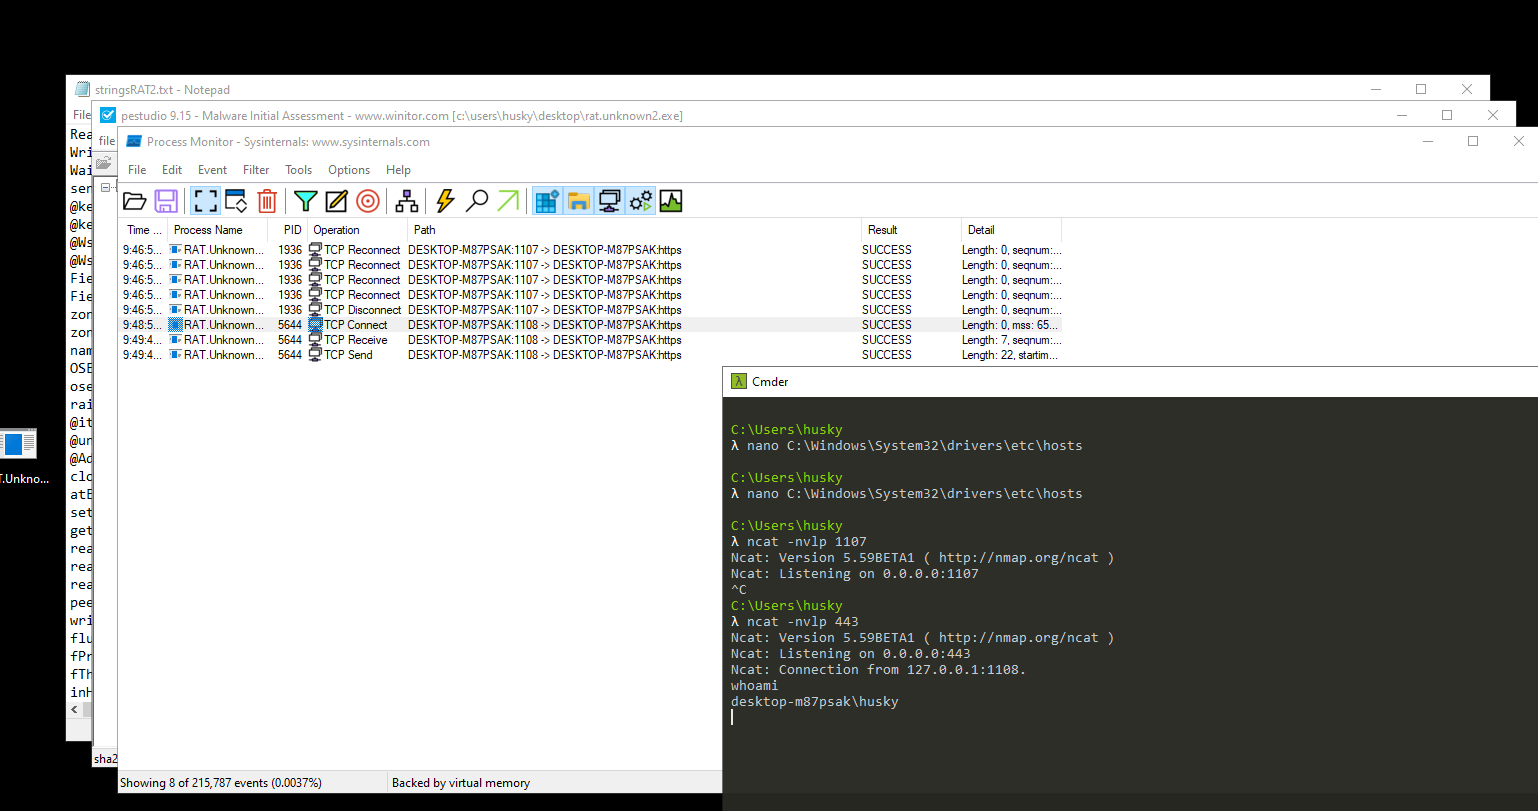 stringsRAT2.txt - Notepad
File
pestudio 9.15 - Malware Initial Assessment - www.winitor.com [c:\users\husky\desktop\rat.unknown2.exe]
file
Process Monitor - Sysinternals: www.sysinternals.com
File Edit Event Filter Tools Options Help
Time ... Process Name PID Operation Path Result Detail
9:46:5... RAT.Unknown... 1936 TCP Reconnect DESKTOP-M87PSAK:1107 -> DESKTOP-M87PSAK:https SUCCESS Length: 0, seqnum:...
9:46:5... RAT.Unknown... 1936 TCP Reconnect DESKTOP-M87PSAK:1107 -> DESKTOP-M87PSAK:https SUCCESS Length: 0, seqnum:...
9:46:5... RAT.Unknown... 1936 TCP Reconnect DESKTOP-M87PSAK:1107 -> DESKTOP-M87PSAK:https SUCCESS Length: 0, seqnum:...
9:46:5... RAT.Unknown... 1936 TCP Reconnect DESKTOP-M87PSAK:1107 -> DESKTOP-M87PSAK:https SUCCESS Length: 0, seqnum:...
9:46:5... RAT.Unknown... 1936 TCP Disconnect DESKTOP-M87PSAK:1107 -> DESKTOP-M87PSAK:https SUCCESS Length: 0, seqnum:...
9:48:5... RAT.Unknown... 5644 TCP Connect DESKTOP-M87PSAK:1108 -> DESKTOP-M87PSAK:https SUCCESS Length: 0, mss: 65...
9:49:4... RAT.Unknown... 5644 TCP Receive DESKTOP-M87PSAK:1108 -> DESKTOP-M87PSAK:https SUCCESS Length: 7, seqnum:...
9:49:4... RAT.Unknown... 5644 TCP Send DESKTOP-M87PSAK:1108 -> DESKTOP-M87PSAK:https SUCCESS Length: 22, startim...
Rea
Wri
Wai
ser
@ke
@ke
@Ws
@Ws
Fie
Fie
zor
zor
nam
OSE
ose
rai
@it
@ur
@Ad
clo
atE
set
get
rea
rea
rea
pee
wri
flu
fPr
fTh
inh
T.Unkno...
sha2
Showing 8 of 215,787 events (0.0037%) Backed by virtual memory
Cmder
C:\Users\husky
λ nano C:\Windows\System32\drivers\etc\hosts
C:\Users\husky
λ nano C:\Windows\System32\drivers\etc\hosts
C:\Users\husky
λ ncat -nvlp 1107
Ncat: Version 5.59BETA1 ( http://nmap.org/ncat )
Ncat: Listening on 0.0.0.0:1107
^C
C:\Users\husky
λ ncat -nvlp 443
Ncat: Version 5.59BETA1 ( http://nmap.org/ncat )
Ncat: Listening on 0.0.0.0:443
Ncat: Connection from 127.0.0.1:1108.
whoami
desktop-m87psak\husky